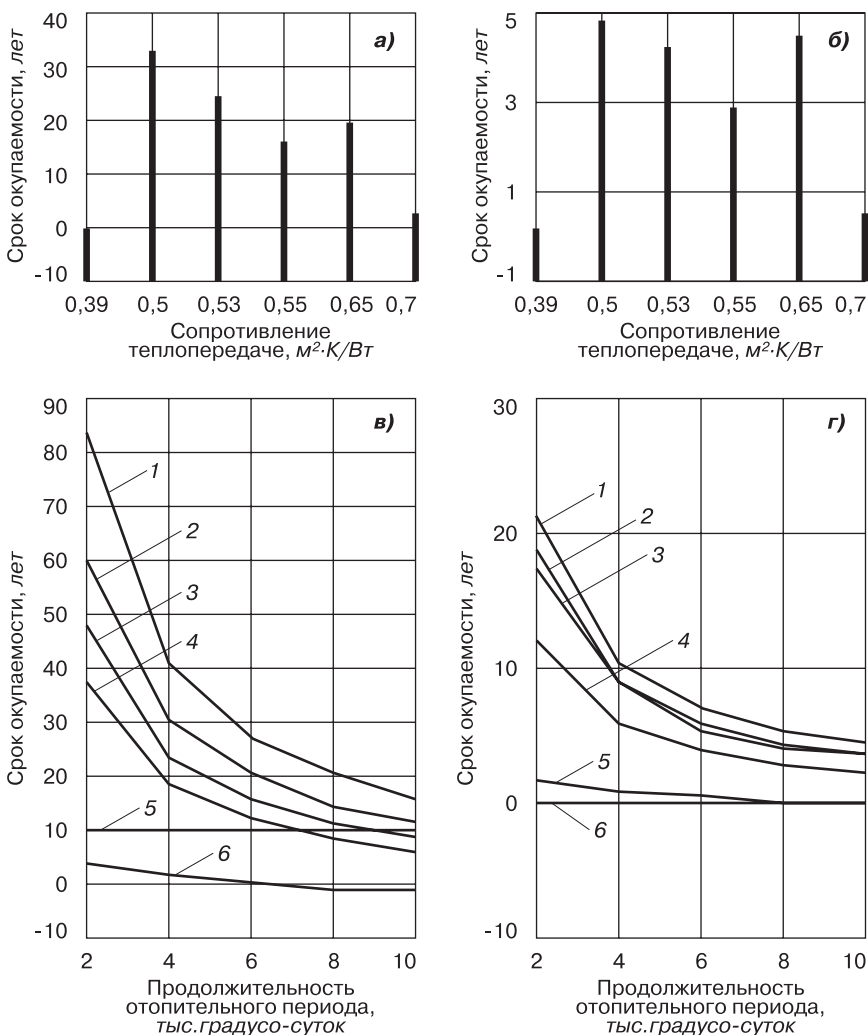 а)
Срок окупаемости, лет
40
30
20
10
0
-10
0,39 0,5 0,53 0,55 0,65 0,7
Сопротивление
теплопередаче, м²·К/Вт
б)
Срок окупаемости, лет
5
3
1
-1
0,39 0,5 0,53 0,55 0,65 0,7
Сопротивление
теплопередаче, м²·К/Вт
в)
Срок окупаемости, лет
90
80
70
60
50
40
30
20
10
0
-10
1
2
3
4
5
6
2 4 6 8 10
Продолжительность
отопительного периода,
тыс.градусо-суток
г)
Срок окупаемости, лет
30
20
10
0
-10
1
2
3
4
5
6
2 4 6 8 10
Продолжительность
отопительного периода,
тыс.градусо-суток